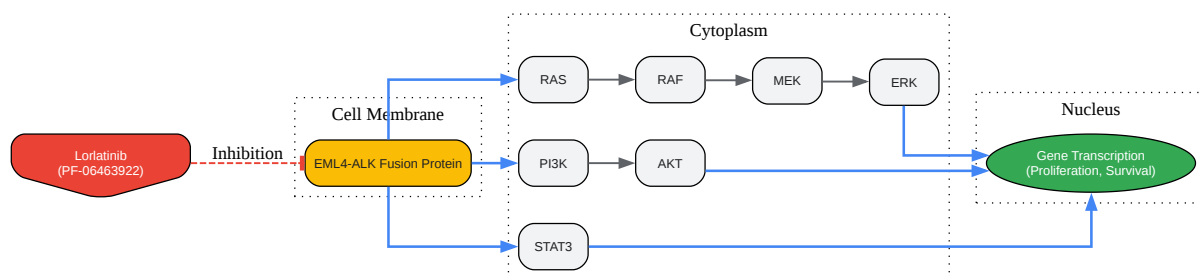 Cytoplasm
RAS
RAF
MEK
ERK
Cell Membrane
Nucleus
Lorlatinib
(PF-06463922)
Inhibition
EML4-ALK Fusion Protein
PI3K
AKT
Gene Transcription
(Proliferation, Survival)
STAT3